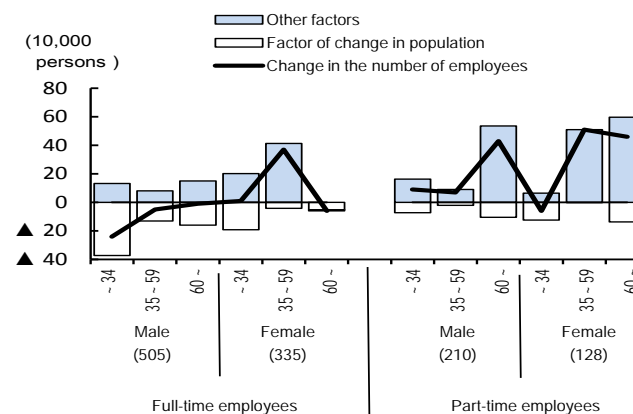 Other factors
Factor of change in population
Change in the number of employees
(10,000
persons )
80
60
40
20
0
▲ 20
▲ 40
~ 34
35 ~ 59
60 ~
~ 34
35 ~ 59
60 ~
~ 34
35 ~ 59
60 ~
~ 34
35 ~ 59
60 ~
Male Female Male Female
(505) (335) (210) (128)
Full-time employees Part-time employees